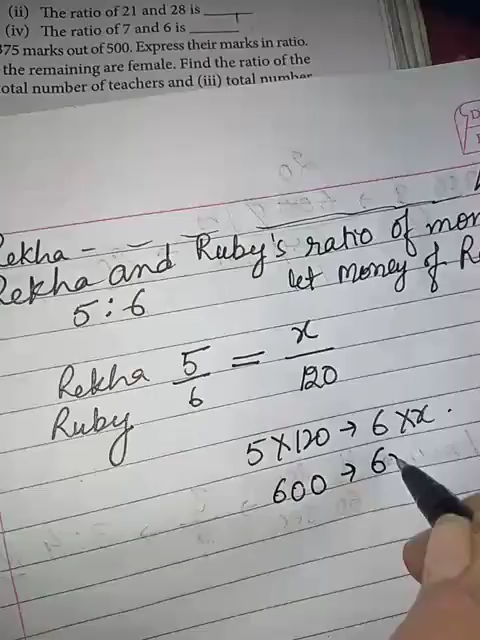 (ii) The ratio of 21 and 28 is
(iv) The ratio of 7 and 6 is
375 marks out of 500. Express their marks in ratio.
the remaining are female. Find the ratio of the
total number of teachers and (iii) total number
Rekha -
Rekha and Ruby's ratio of
5:6 let money of
Rekha 5/6 = x/120
Ruby
5×120 → 6×x.
600 → 6x